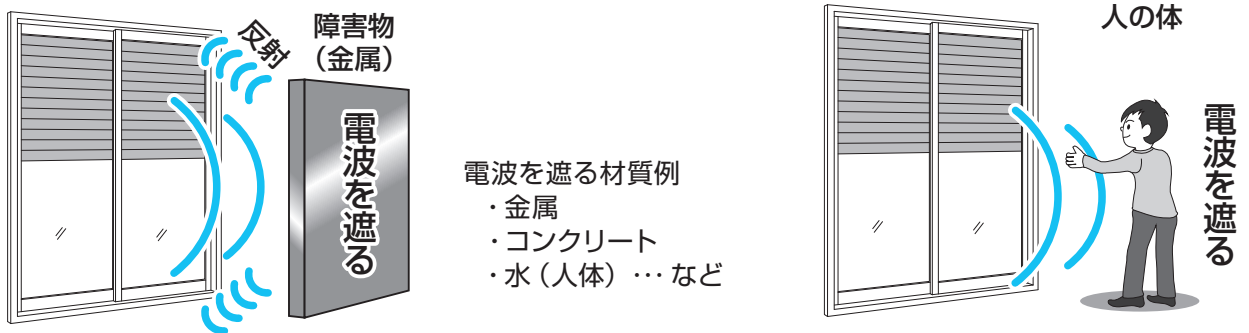 反射
障害物
（金属）
電波を遮る
電波を遮る材質例
・金属
・コンクリート
・水（人体）… など
人の体
電波を遮る